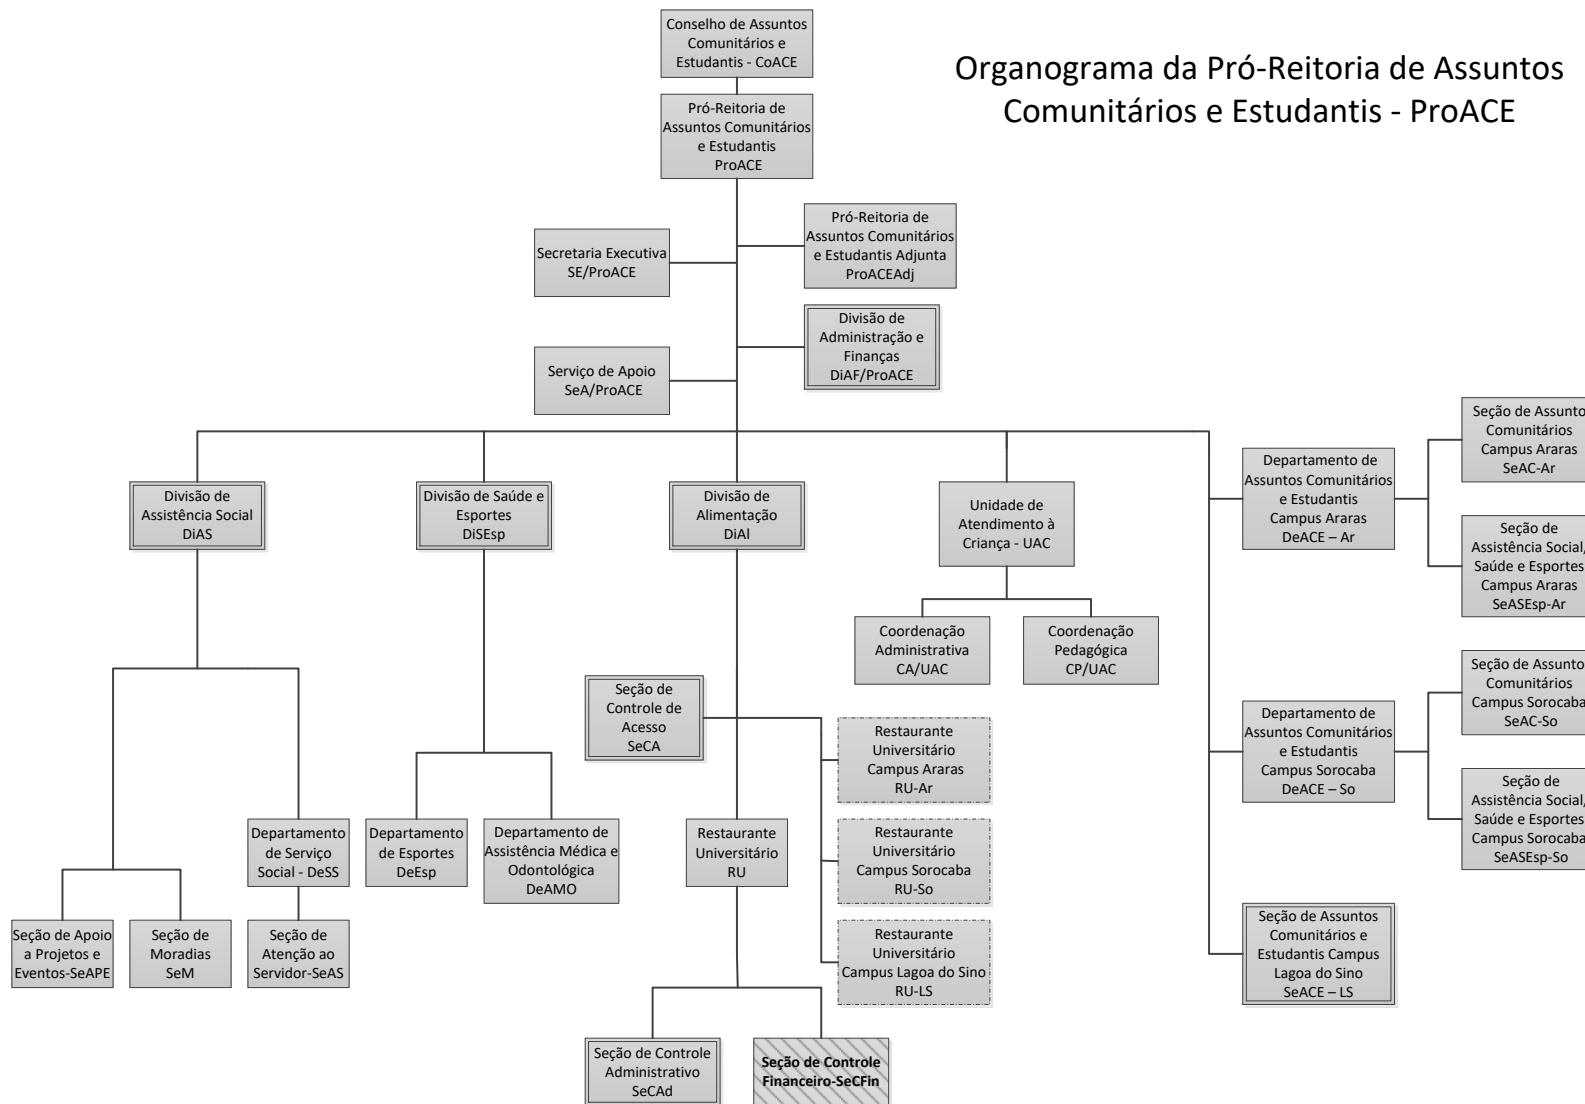 Organograma da Pró-Reitoria de Assuntos
Comunitários e Estudantis - ProACE
Conselho de Assuntos
Comunitários e
Estudantis - CoACE
Pró-Reitoria de
Assuntos Comunitários
e Estudantis
ProACE
Pró-Reitoria de
Assuntos Comunitários
e Estudantis Adjunta
ProACEAdj
Secretaria Executiva
SE/ProACE
Divisão de
Administração e
Finanças
DiAF/ProACE
Serviço de Apoio
SeA/ProACE
Divisão de
Assistência Social
DiAS
Divisão de Saúde e
Esportes
DiSEsp
Divisão de
Alimentação
DiAl
Unidade de
Atendimento à
Criança - UAC
Departamento de
Assuntos Comunitários
e Estudantis
Campus Araras
DeACE – Ar
Seção de Assunto
Comunitários
Campus Araras
SeAC-Ar
Seção de
Assistência Social,
Saúde e Esportes
Campus Araras
SeASEsp-Ar
Coordenação
Administrativa
CA/UAC
Coordenação
Pedagógica
CP/UAC
Seção de
Controle de
Acesso
SeCA
Restaurante
Universitário
Campus Araras
RU-Ar
Departamento de
Assuntos Comunitários
e Estudantis
Campus Sorocaba
DeACE – So
Seção de Assunto
Comunitários
Campus Sorocaba
SeAC-So
Seção de
Assistência Social,
Saúde e Esportes
Campus Sorocaba
SeASEsp-So
Departamento
de Serviço
Social - DeSS
Departamento
de Esportes
DeEsp
Departamento de
Assistência Médica e
Odontológica
DeAMO
Restaurante
Universitário
RU
Restaurante
Universitário
Campus Sorocaba
RU-So
Seção de Apoio
a Projetos e
Eventos-SeAPE
Seção de
Moradias
SeM
Seção de
Atenção ao
Servidor-SeAS
Restaurante
Universitário
Campus Lagoa do Sino
RU-LS
Seção de Assuntos
Comunitários e
Estudantis Campus
Lagoa do Sino
SeACE – LS
Seção de Controle
Administrativo
SeCAd
Seção de Controle
Financeiro-SeCFin